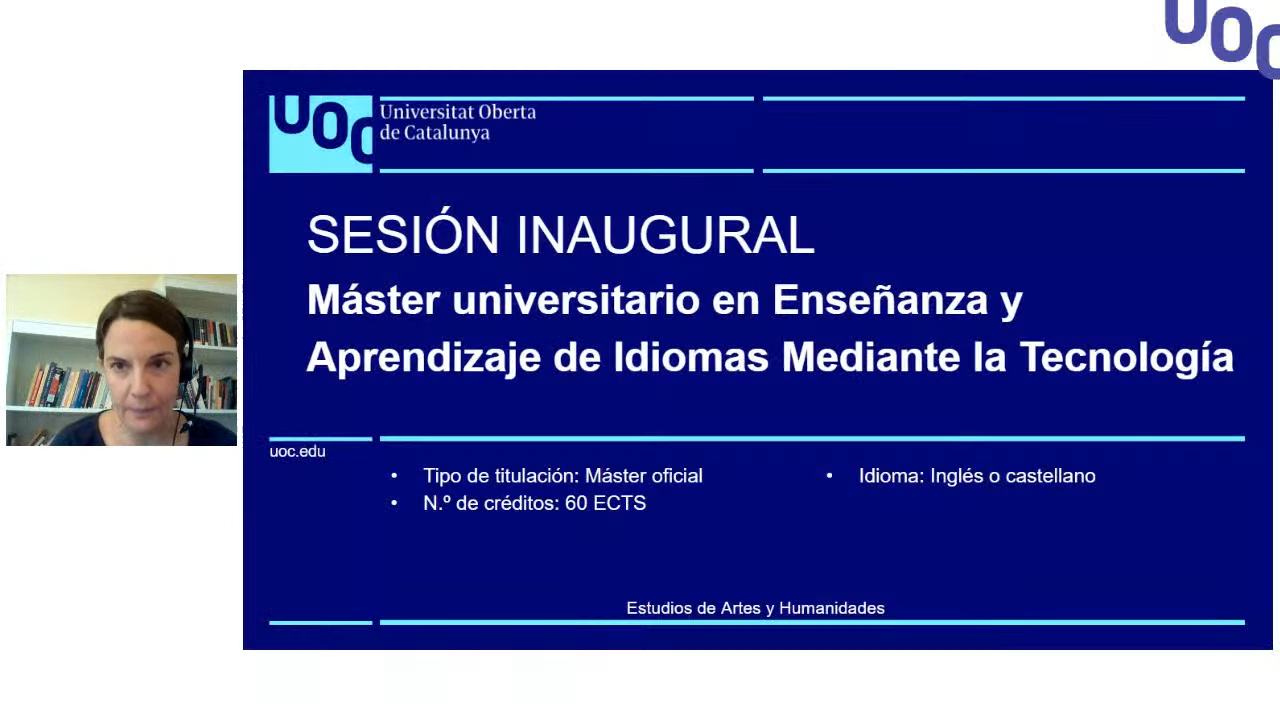 UOC
UOC
Universitat Oberta
de Catalunya
SESIÓN INAUGURAL
Máster universitario en Enseñanza y
Aprendizaje de Idiomas Mediante la Tecnología
uoc.edu
• Tipo de titulación: Máster oficial
• N.º de créditos: 60 ECTS
• Idioma: Inglés o castellano
Estudios de Artes y Humanidades